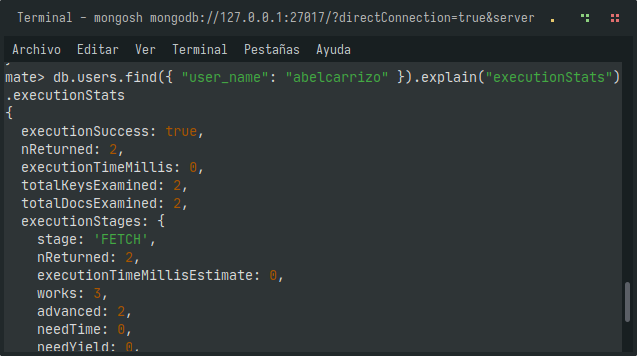 Terminal - mongosh mongodb://127.0.0.1:27017/?directConnection=true&server
Archivo Editar Ver Terminal Pestañas Ayuda
mate> db.users.find({ "user_name": "abelcarrizo" }).explain("executionStats")
.executionStats
{
  executionSuccess: true,
  nReturned: 2,
  executionTimeMillis: 0,
  totalKeysExamined: 2,
  totalDocsExamined: 2,
  executionStages: {
    stage: 'FETCH',
    nReturned: 2,
    executionTimeMillisEstimate: 0,
    works: 3,
    advanced: 2,
    needTime: 0,
    needYield: 0,